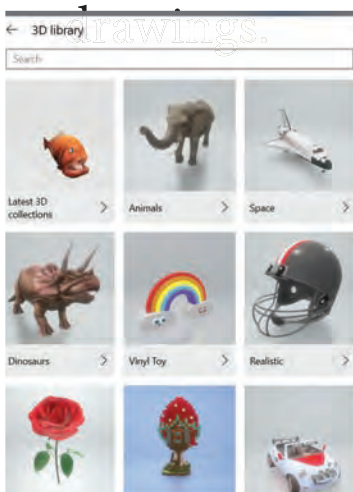 drawings.
3D library
Search
Latest 3D
collections
Animals
Space
Dinosaurs
Vinyl Toy
Realistic